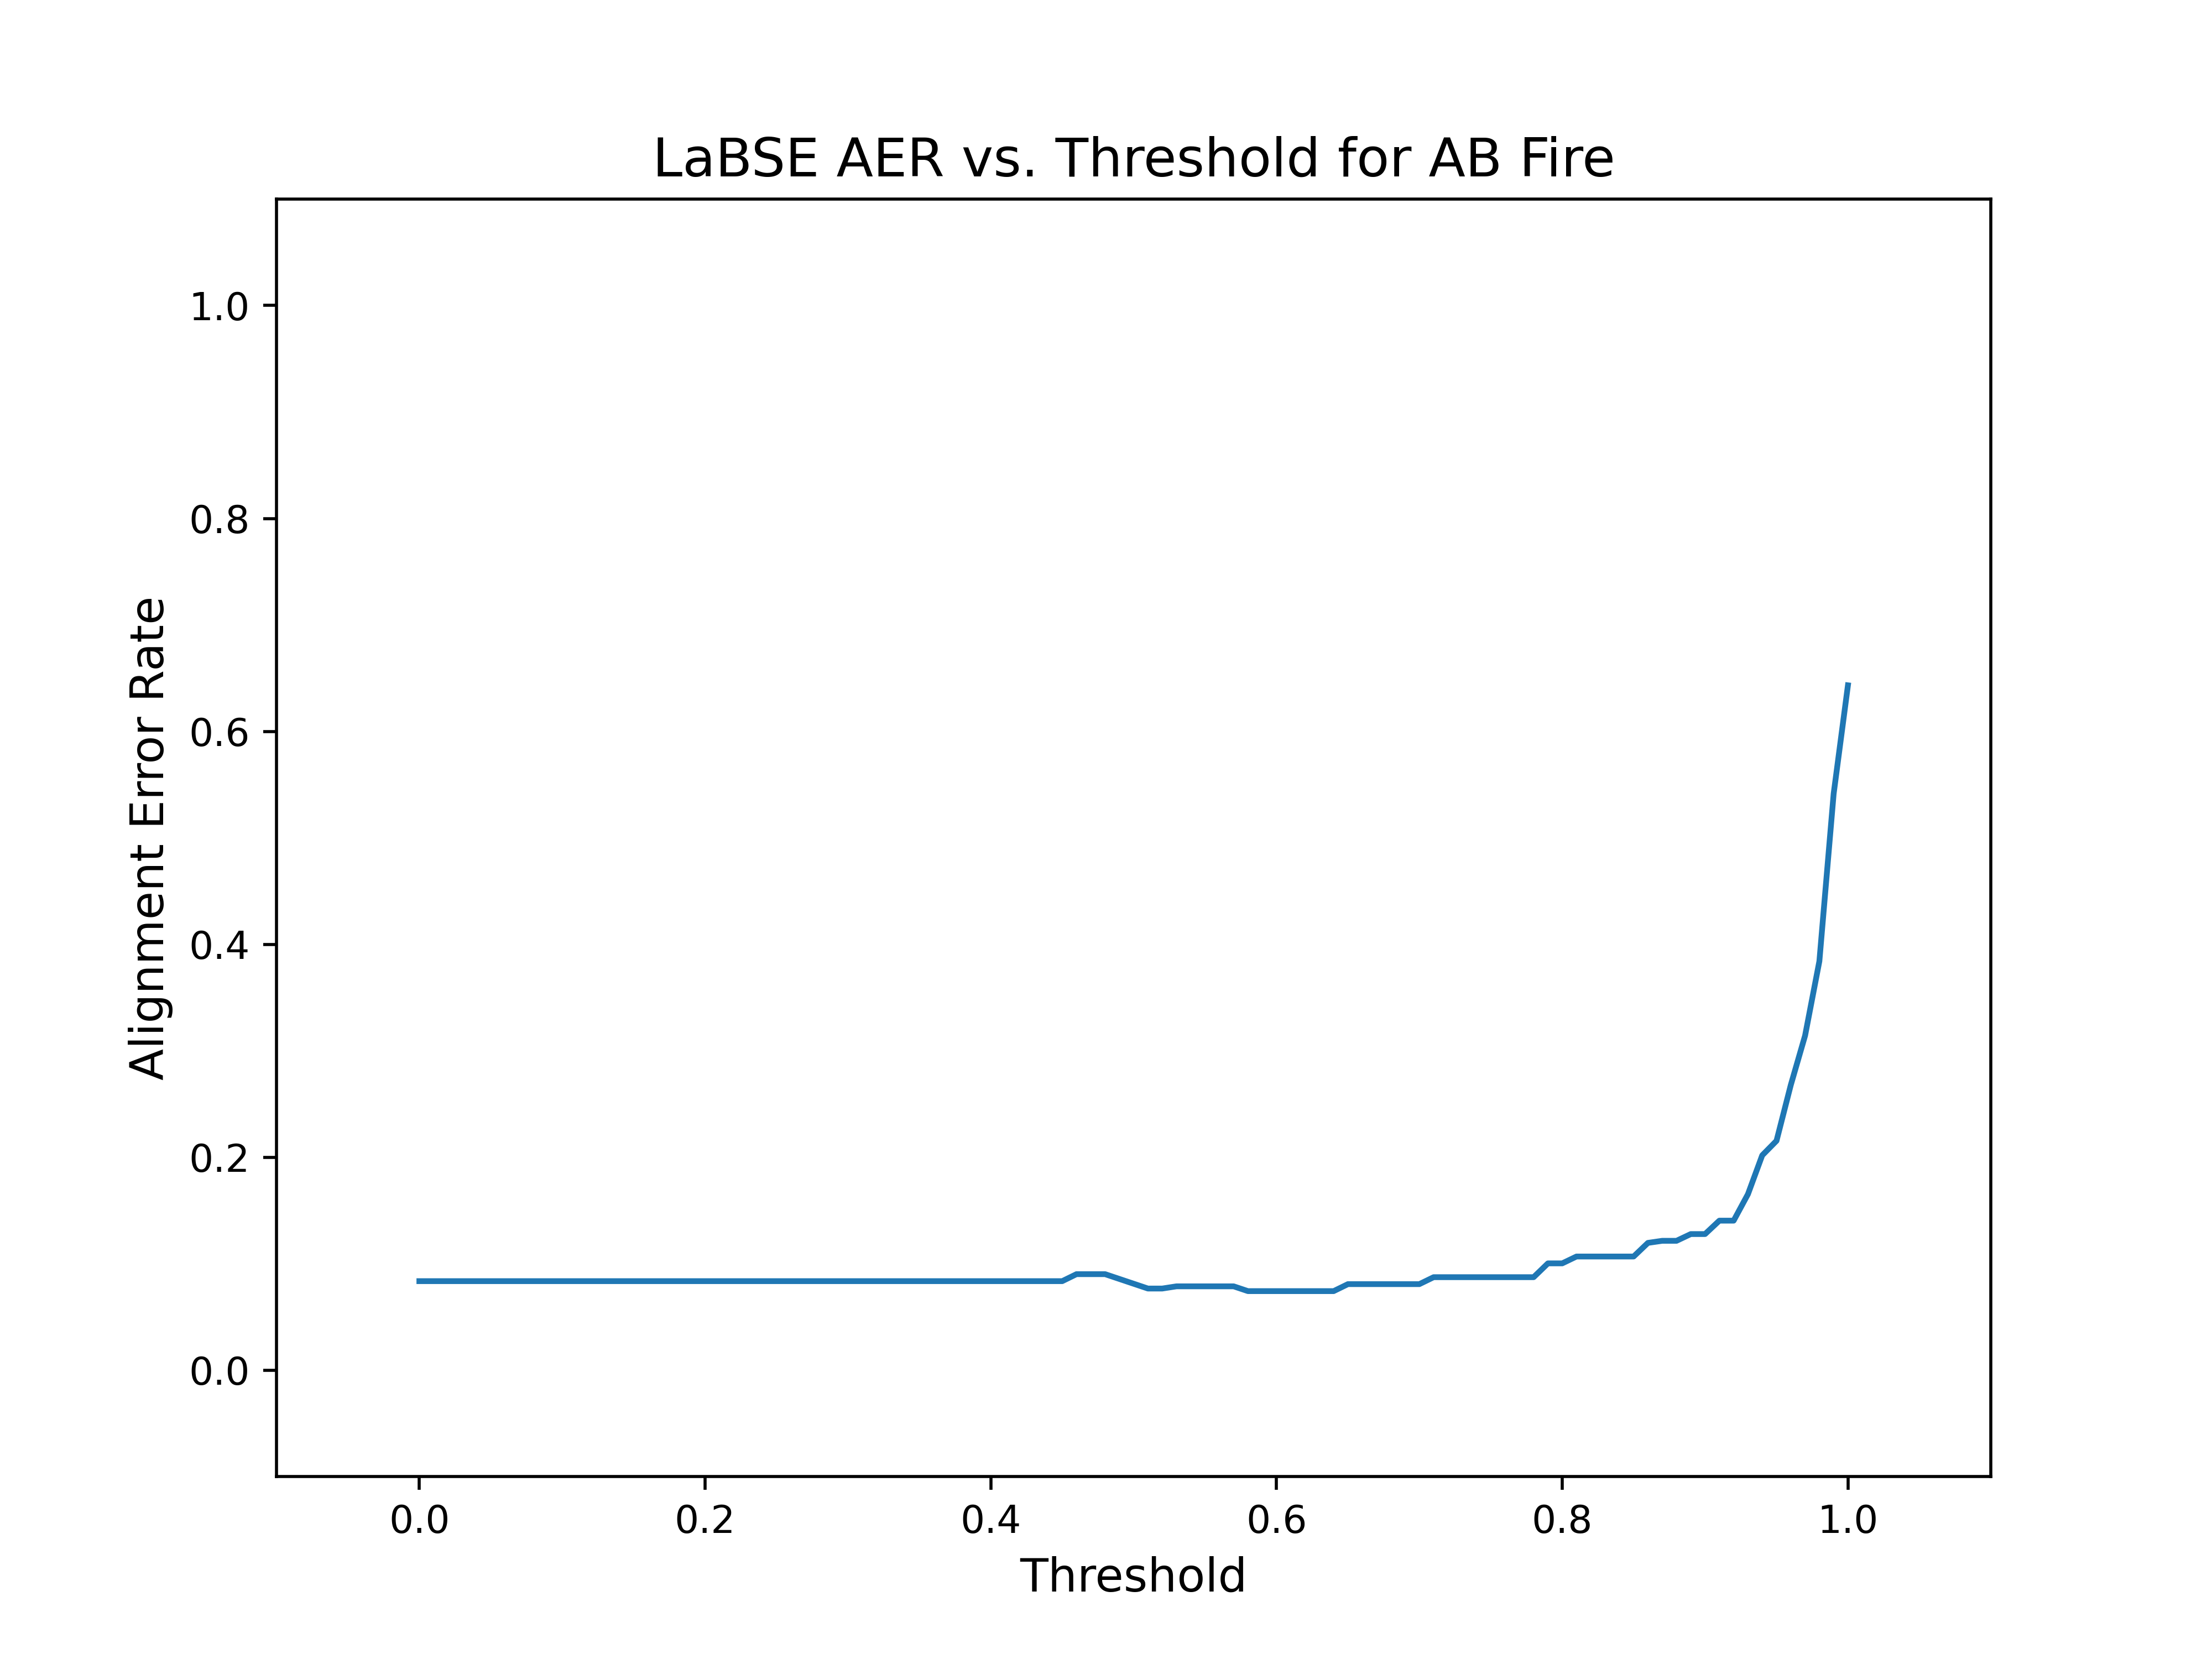 LaBSE AER vs. Threshold for AB Fire
Alignment Error Rate
1.0
0.8
0.6
0.4
0.2
0.0
0.0 0.2 0.4 0.6 0.8 1.0
Threshold